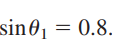 sin θ₁ = 0.8.